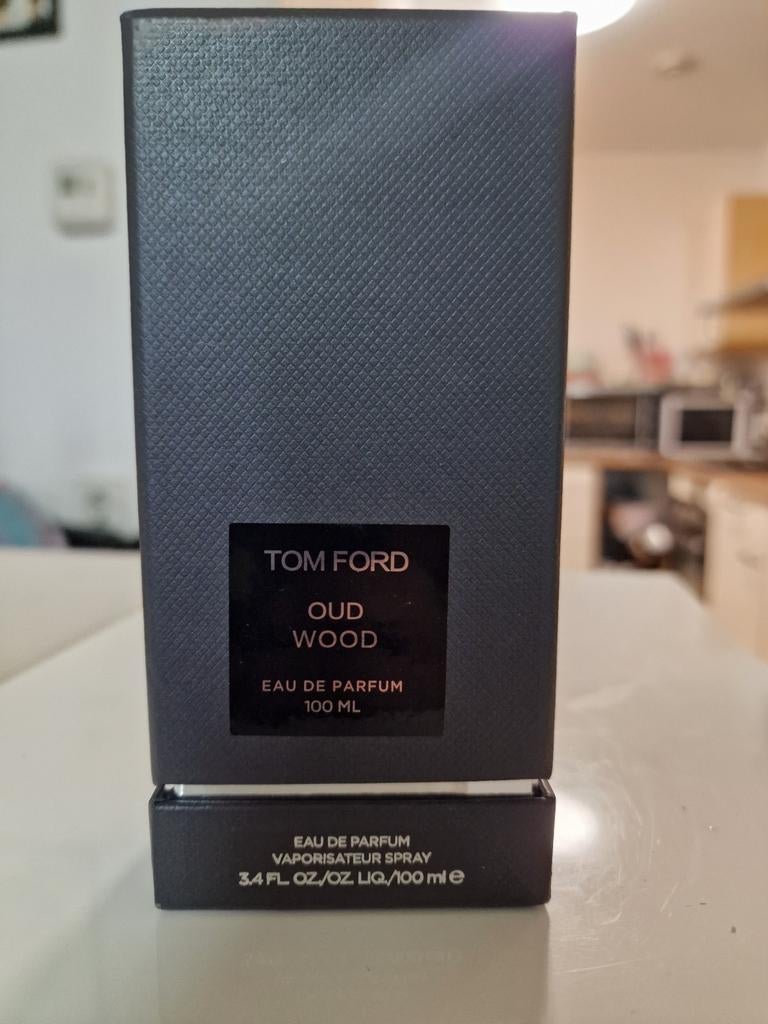 TOM FORD
OUD
WOOD
EAU DE PARFUM
100 ML
EAU DE PARFUM
VAPORISATEUR SPRAY
3.4 FL. OZ./OZ. LIQ./100 ml ℮